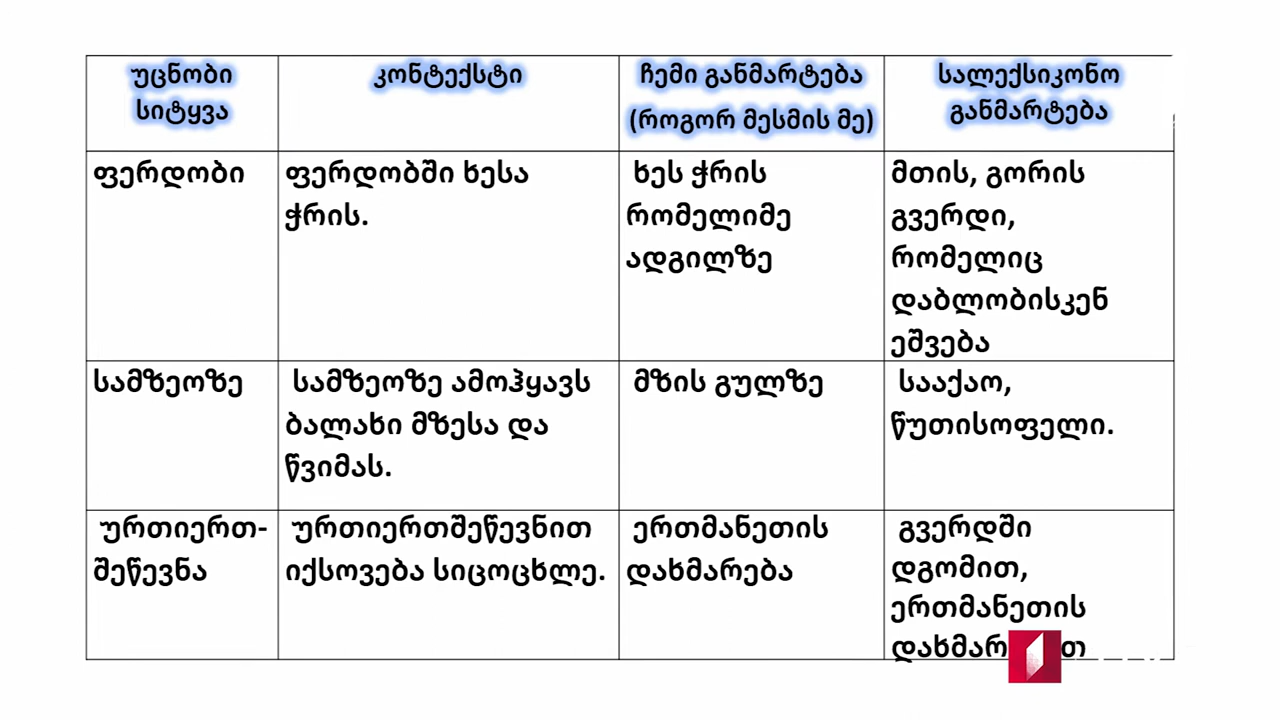 უცნობი
სიტყვა
კონტექსტი
ჩემი განმარტება
(როგორ მესმის მე)
სალექსიკონო
განმარტება
ფერდობი
ფერდობში ხესა
ჭრის.
ხეს ჭრის
რომელიმე
ადგილზე
მთის, გორის
გვერდი,
რომელიც
დაბლობისკენ
ეშვება
სამზეოზე
სამზეოზე ამოჰყავს
ბალახი მზესა და
წვიმას.
მზის გულზე
სააქაო,
წუთისოფელი.
ურთიერთ-
შეწევნა
ურთიერთშეწევნით
იქსოვება სიცოცხლე.
ერთმანეთის
დახმარება
გვერდში
დგომით,
ერთმანეთის